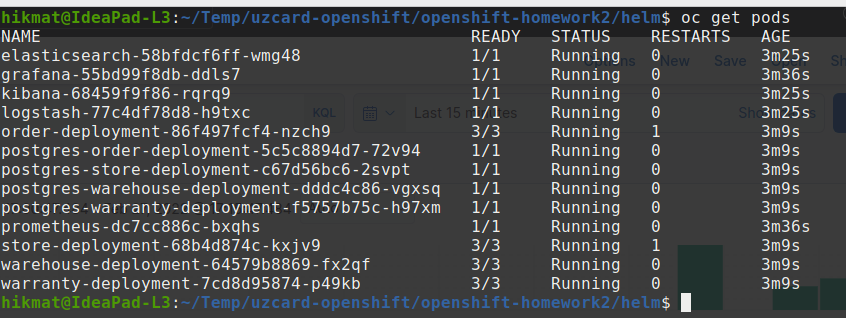 hikmat@IdeaPad-L3:~/Temp/uzcard-openshift/openshift-homework2/helm$ oc get pods
NAME READY STATUS RESTARTS AGE
elasticsearch-58bfdcf6ff-wmg48 1/1 Running 0 3m25s
grafana-55bd99f8db-ddls7 1/1 Running 0 3m36s
kibana-68459f9f86-rqrq9 1/1 Running 0 3m25s
logstash-77c4df78d8-h9txc 1/1 Running 0 3m25s
order-deployment-86f497fcf4-nzch9 3/3 Running 1 3m9s
postgres-order-deployment-5c5c8894d7-72v94 1/1 Running 0 3m9s
postgres-store-deployment-c67d56bc6-2svpt 1/1 Running 0 3m9s
postgres-warehouse-deployment-dddc4c86-vgxsq 1/1 Running 0 3m9s
postgres-warranty-deployment-f5757b75c-h97xm 1/1 Running 0 3m9s
prometheus-dc7cc886c-bxqhs 1/1 Running 0 3m36s
store-deployment-68b4d874c-kxjv9 3/3 Running 1 3m9s
warehouse-deployment-64579b8869-fx2qf 3/3 Running 0 3m9s
warranty-deployment-7cd8d95874-p49kb 3/3 Running 0 3m9s
hikmat@IdeaPad-L3:~/Temp/uzcard-openshift/openshift-homework2/helm$
New Save
KQL Last 15 minutes